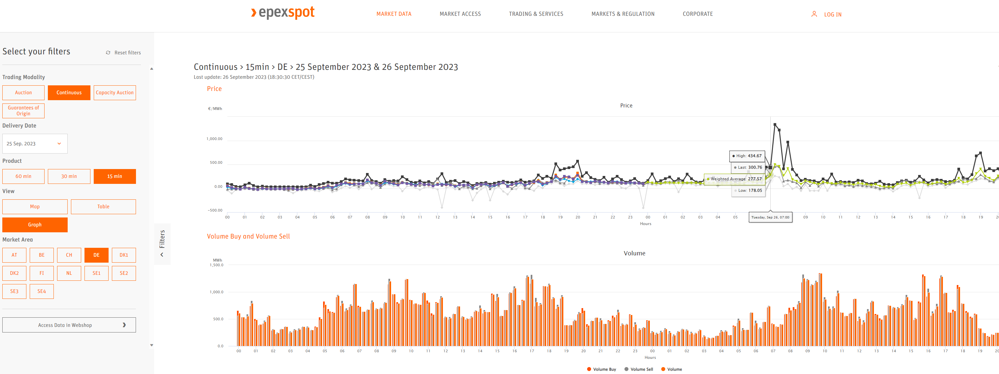 epexspot
MARKET DATA
MARKET ACCESS
TRADING & SERVICES
MARKETS & REGULATION
CORPORATE
LOG IN
Select your filters
Reset filters
Trading Modality
Auction
Continuous
Capacity Auction
Guarantees of
Origin
Delivery Date
25 Sep. 2023
Product
60 min
30 min
15 min
View
Map
Table
Graph
Market Area
AT
BE
CH
DE
DK1
DK2
FI
NL
SE1
SE2
SE3
SE4
Access Data in Webshop
Filters
Continuous > 15min > DE > 25 September 2023 & 26 September 2023
Last update: 26 September 2023 (18:30:30 CET/CEST)
Price
Price
€/MWh
1,000.00
500.00
0.00
-500.00
High: 434.67
Last: 300.76
Weighted Average: 277.57
Low: 178.05
00 01 02 03 04 05 06 07 08 09 10 11 12 13 14 15 16 17 18 19 20 21 22 23 00 01 02 03 04 05 Tuesday, Sep 26, 07:00 09 10 11 12 13 14 15 16 17 18 19
Hours
Volume Buy and Volume Sell
Volume
MWh
1,500.0
1,000.0
500.0
0.0
00 01 02 03 04 05 06 07 08 09 10 11 12 13 14 15 16 17 18 19 20 21 22 23 00 01 02 03 04 05 06 07 08 09 10 11 12 13 14 15 16 17 18 19 20
Hours
Volume Buy
Volume Sell
Volume